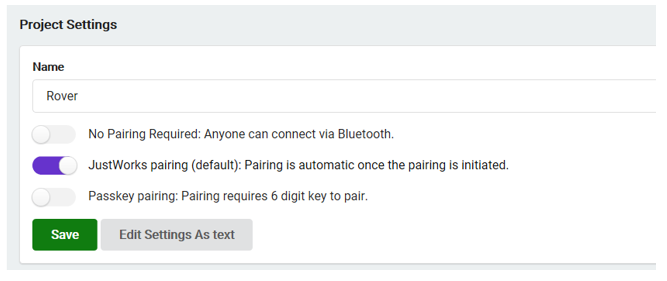 Project Settings
Name
Rover
No Pairing Required: Anyone can connect via Bluetooth.
JustWorks pairing (default): Pairing is automatic once the pairing is initiated.
Passkey pairing: Pairing requires 6 digit key to pair.
Save Edit Settings As text